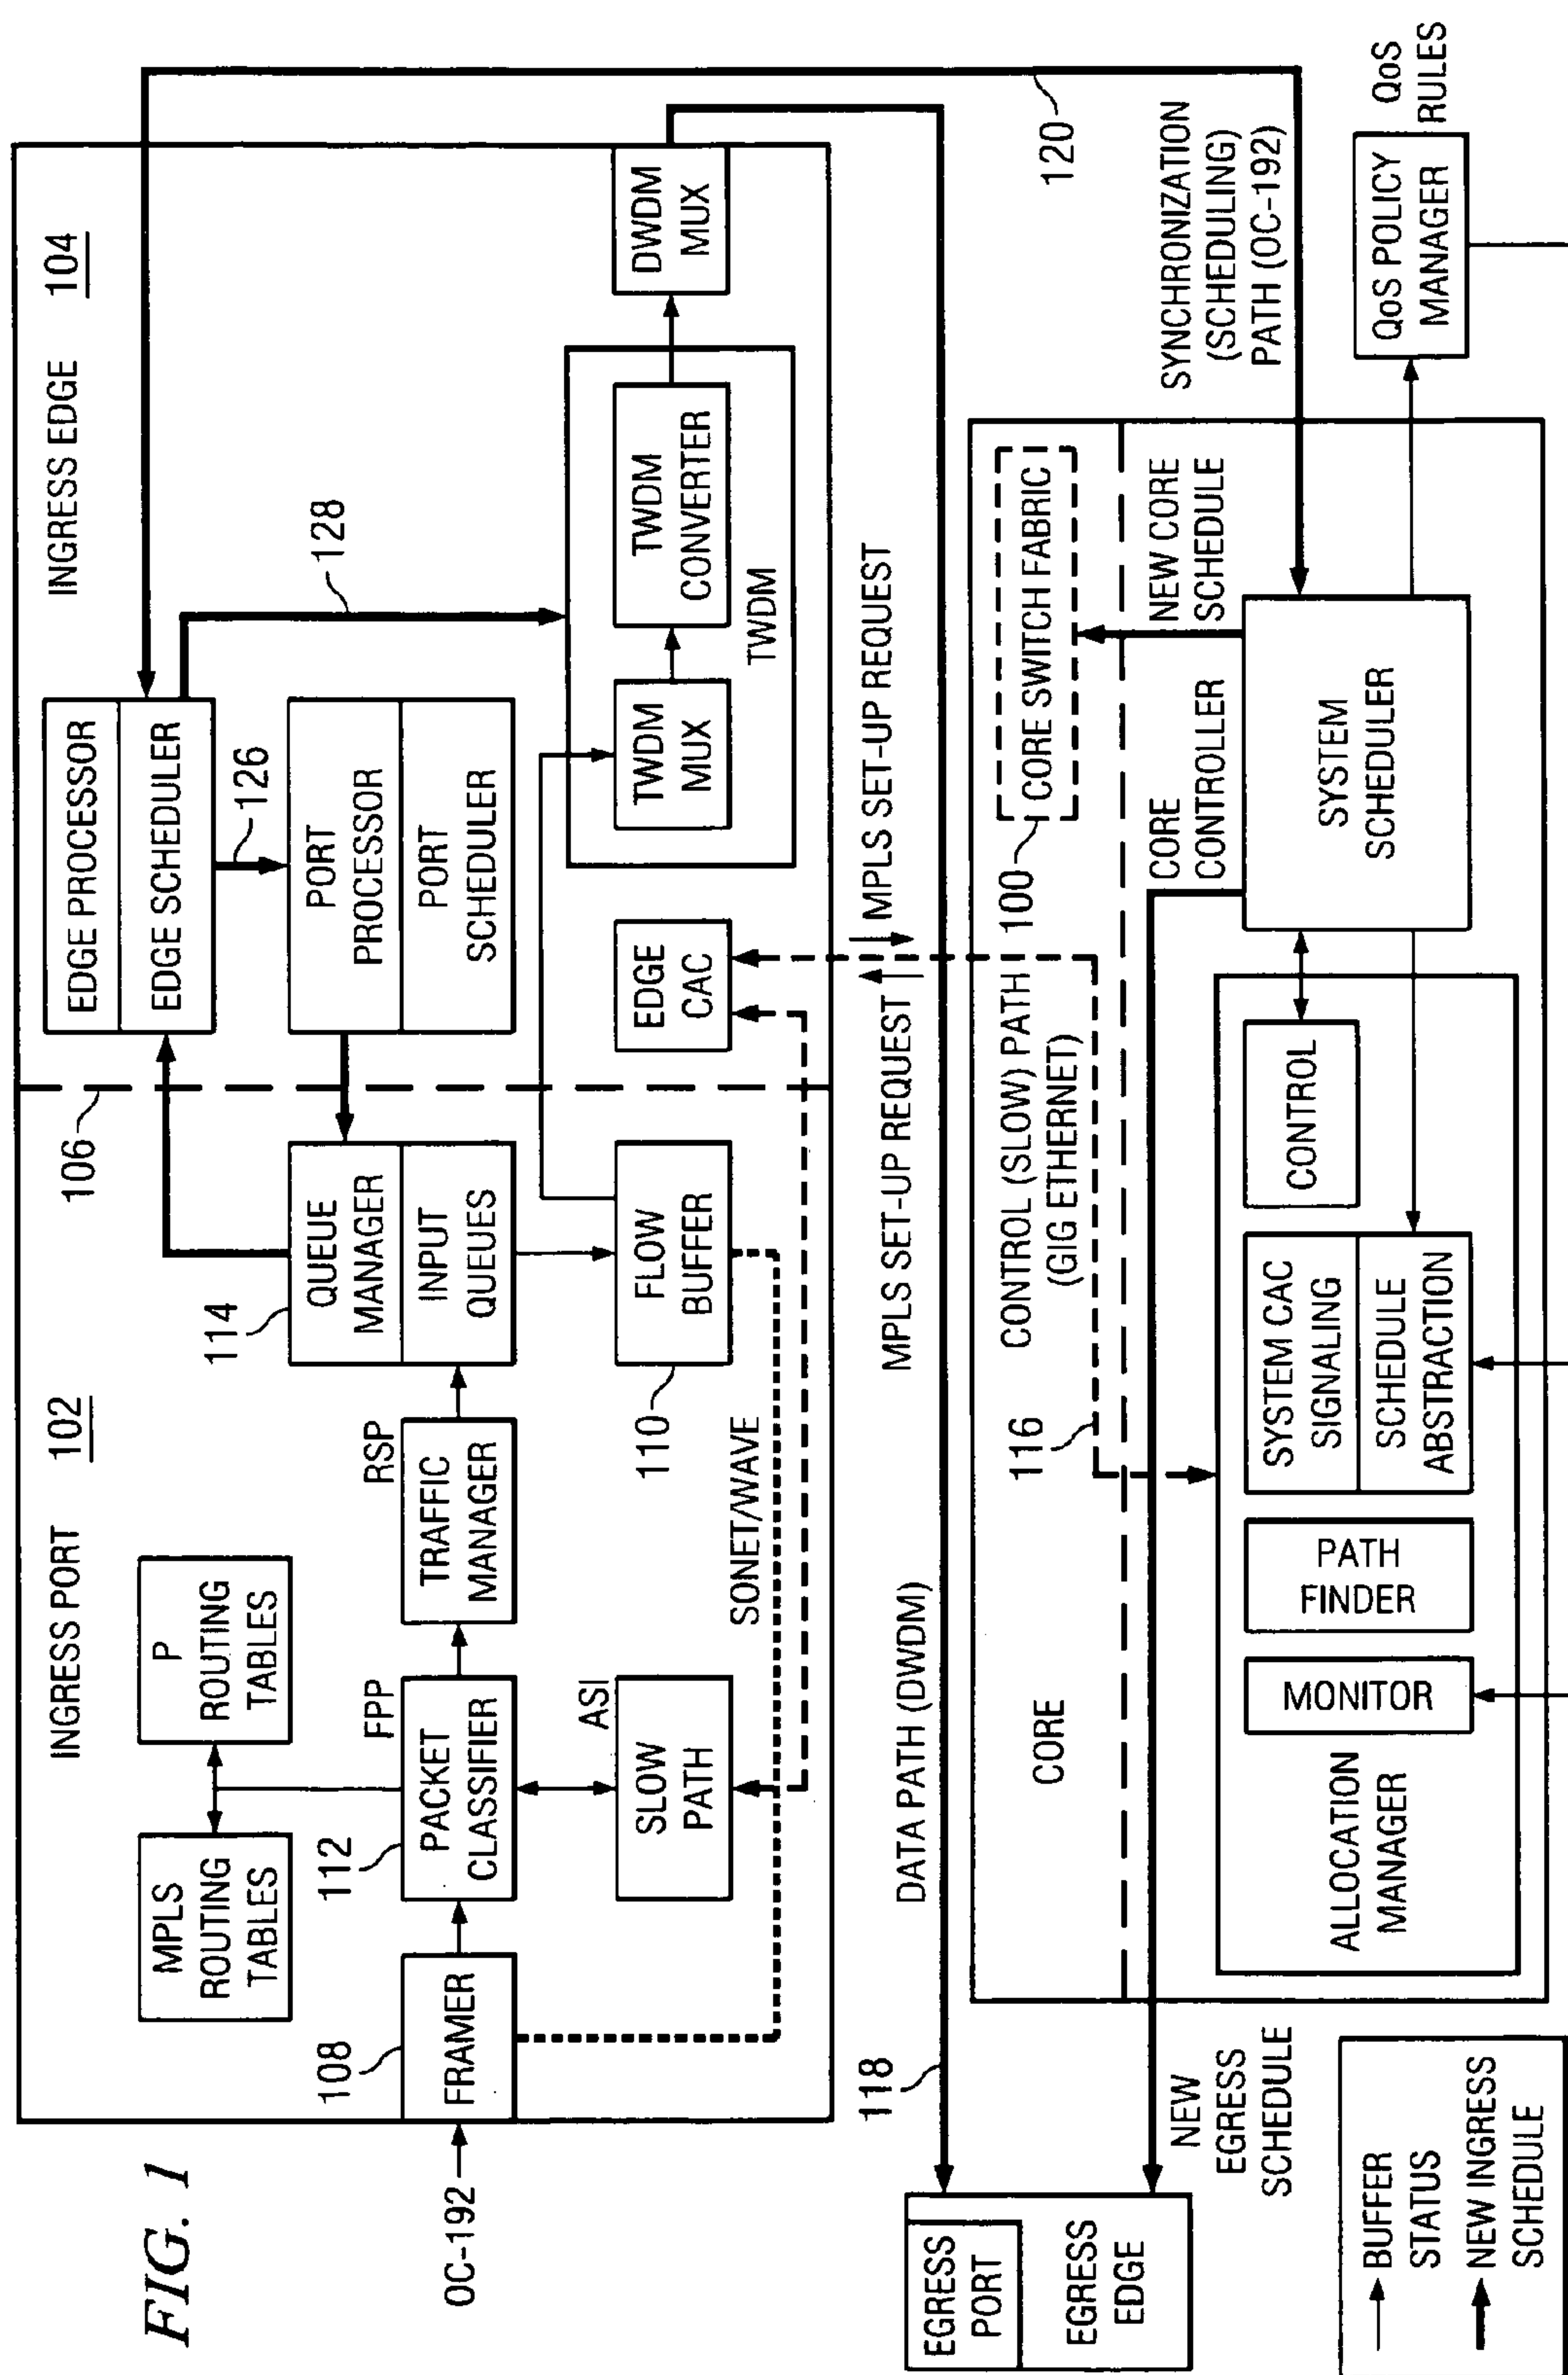 FIG. 1
INGRESS PORT
102
INGRESS EDGE
104
106
MPLS
ROUTING
TABLES
P
ROUTING
TABLES
EDGE PROCESSOR
EDGE SCHEDULER
126
128
OC-192
108
FRAMER
112
FPP
PACKET
CLASSIFIER
RSP
TRAFFIC
MANAGER
114
QUEUE
MANAGER
INPUT
QUEUES
PORT
PROCESSOR
PORT
SCHEDULER
ASI
SLOW
PATH
110
FLOW
BUFFER
EDGE
CAC
TWDM
MUX
TWDM
CONVERTER
TWDM
DWDM
MUX
SONET/WAVE
118
DATA PATH (DWDM)
MPLS SET-UP REQUEST
MPLS SET-UP REQUEST
120
EGRESS
PORT
EGRESS
EDGE
NEW
EGRESS
SCHEDULE
CORE
116
CONTROL (SLOW) PATH
(GIG ETHERNET)
100
CORE SWITCH FABRIC
CORE
CONTROLLER
NEW CORE
SCHEDULE
SYNCHRONIZATION
(SCHEDULING)
PATH (OC-192)
ALLOCATION
MANAGER
MONITOR
PATH
FINDER
SYSTEM CAC
SIGNALING
SCHEDULE
ABSTRACTION
CONTROL
SYSTEM
SCHEDULER
QoS POLICY
MANAGER
QoS
RULES
BUFFER
STATUS
NEW INGRESS
SCHEDULE